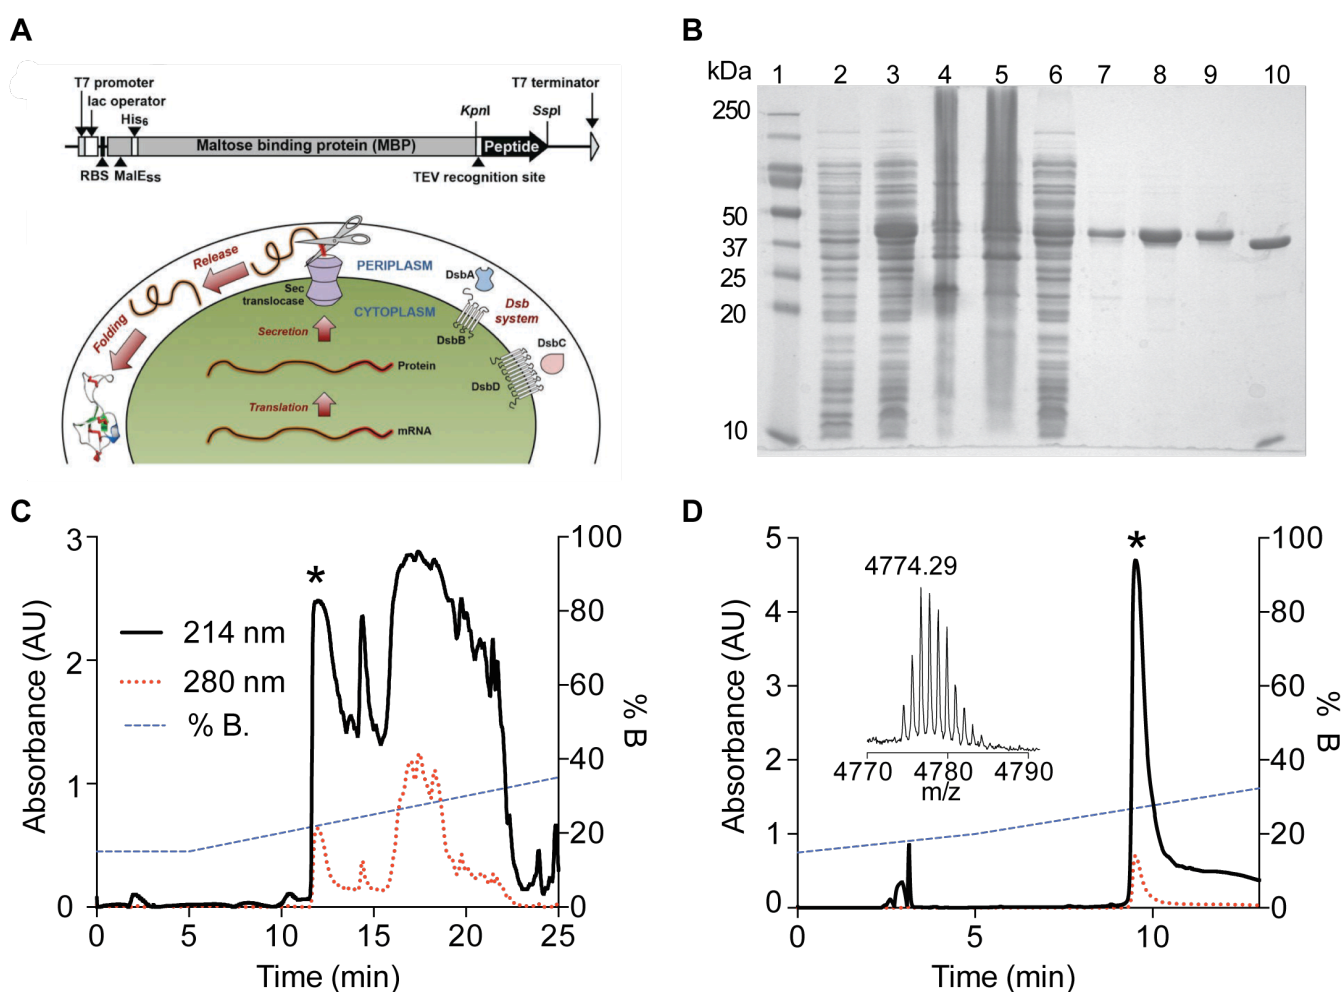 A
T7 promoter
lac operator
His6
KpnI
SspI
T7 terminator
Maltose binding protein (MBP)
Peptide
RBS
MalESS
TEV recognition site
Release
PERIPLASM
Sec
translocase
CYTOPLASM
DsbA
Dsb
system
Folding
Secretion
DsbB
DsbC
Protein
DsbD
Translation
mRNA
B
kDa 1 2 3 4 5 6 7 8 9 10
250
50
37
25
20
10
C
3
2
1
0
Absorbance (AU)
*
214 nm
280 nm
% B.
100
80
60
40
20
0
% B
0 5 10 15 20 25
Time (min)
D
5
4
3
2
1
0
Absorbance (AU)
*
4774.29
4770 4780 4790
m/z
100
80
60
40
20
0
% B
0 5 10
Time (min)